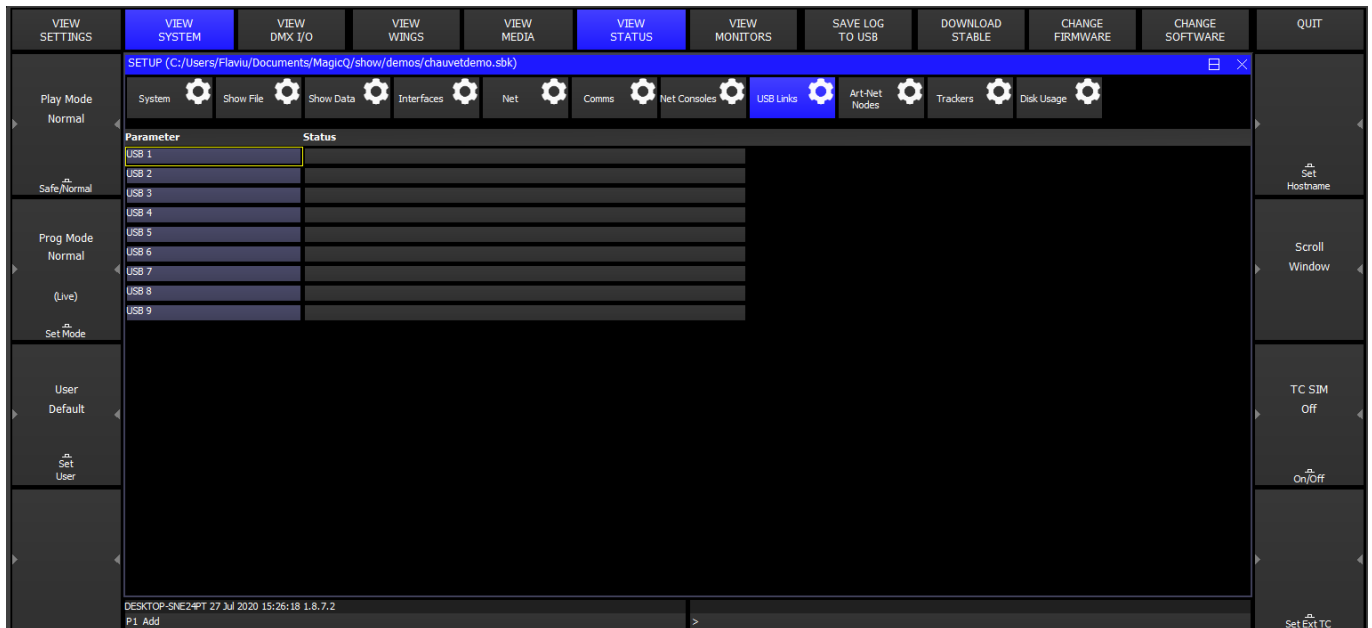 VIEW SETTINGS
VIEW SYSTEM
VIEW DMX I/O
VIEW WINGS
VIEW MEDIA
VIEW STATUS
VIEW MONITORS
SAVE LOG TO USB
DOWNLOAD STABLE
CHANGE FIRMWARE
CHANGE SOFTWARE
QUIT
SETUP (C:/Users/Flaviu/Documents/MagicQ/show/demos/chauvetdemo.sbk)
System
Show File
Show Data
Interfaces
Net
Comms
Net Consoles
USB Links
Art-Net Nodes
Trackers
Disk Usage
Parameter Status
USB 1
USB 2
USB 3
USB 4
USB 5
USB 6
USB 7
USB 8
USB 9
Play Mode
Normal
Safe/Normal
Prog Mode
Normal
(Live)
Set Mode
User
Default
Set
User
Set
Hostname
Scroll
Window
TC SIM
Off
On/Off
Set Ext TC
DESKTOP-SNE24PT 27 Jul 2020 15:26:18 1.8.7.2
P1 Add
>